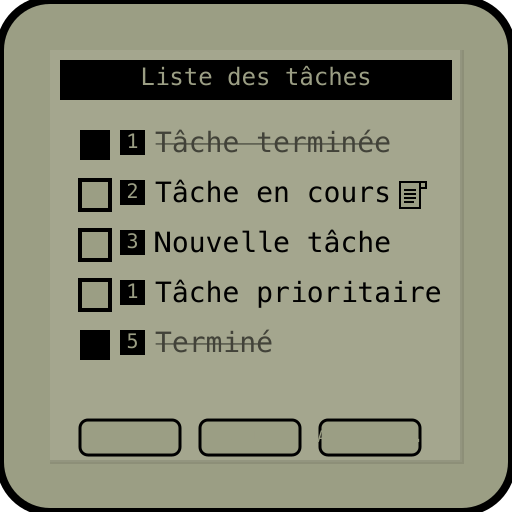 Liste des tâches
1 Tâche terminée
2 Tâche en cours
3 Nouvelle tâche
1 Tâche prioritaire
5 Terminé